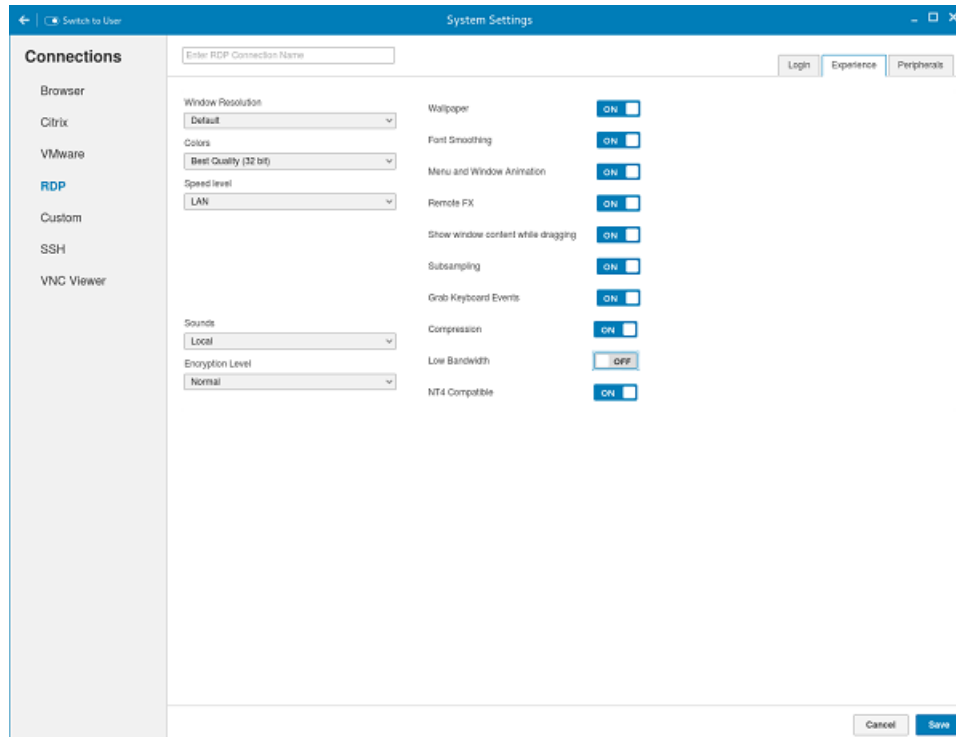 Switch to User
System Settings
Connections
Browser
Citrix
VMware
RDP
Custom
SSH
VNC Viewer
Enter RDP Connection Name
Login
Experience
Peripherals
Window Resolution
Default
Colors
Best Quality (32 bit)
Speed level
LAN
Sounds
Local
Encryption Level
Normal
Wallpaper ON
Font Smoothing ON
Menu and Window Animation ON
Remote FX ON
Show window content while dragging ON
Subsampling ON
Grab Keyboard Events ON
Compression ON
Low Bandwidth OFF
NT4 Compatible ON
Cancel
Save